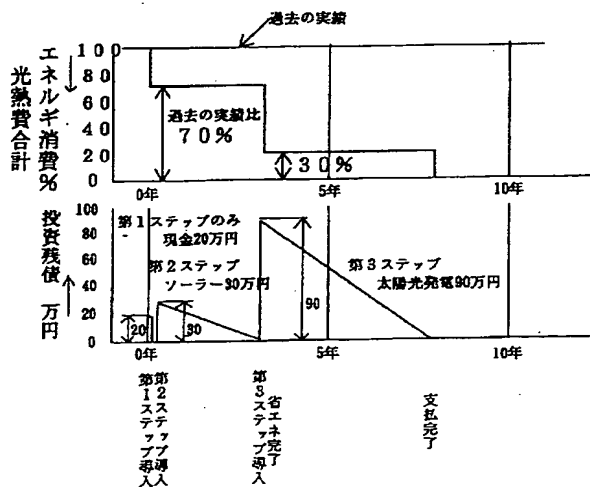 過去の実績
エネルギ消費%
光熱費合計
100
80
60
40
20
0
過去の実績比
70%
30%
0年
5年
10年
投資残債 万円
100
80
60
40
20
0
第1ステップのみ
現金20万円
第2ステップ
ソーラー30万円
第3ステップ
太陽光発電90万円
20
30
90
0年
5年
10年
第1ステップ導入
第2ステップ導入
第3ステップ導入
省エネ完了
支払完了